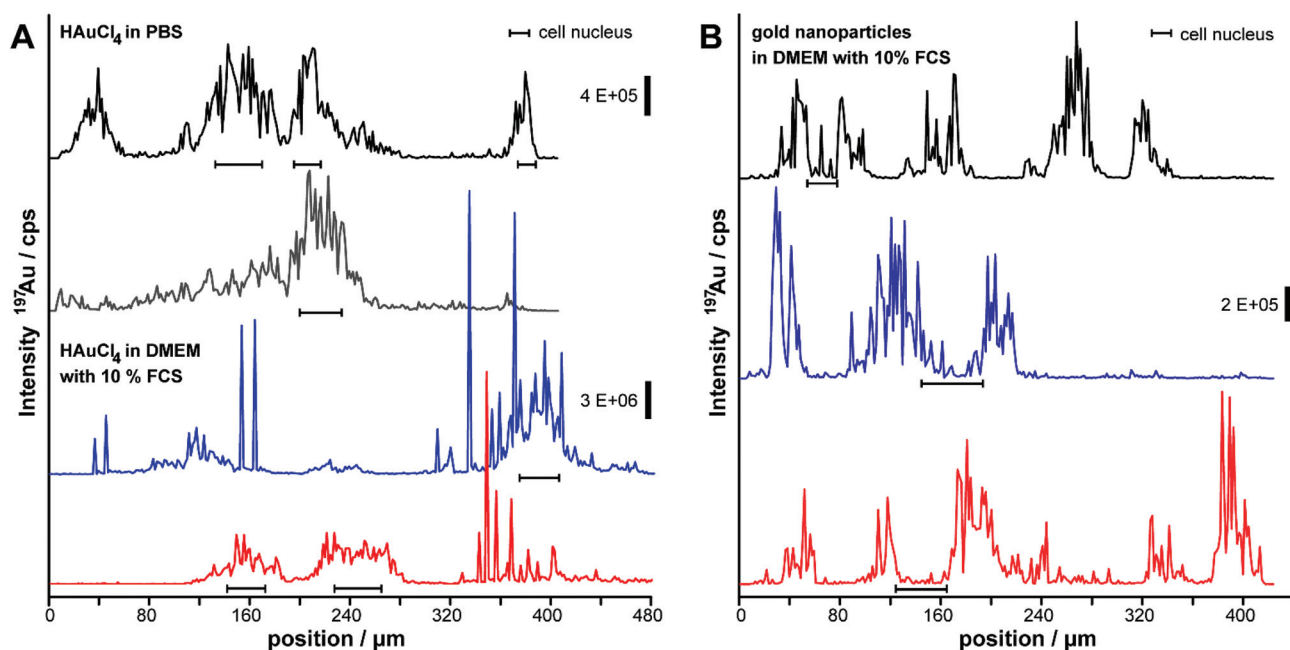 A
HAuCl₄ in PBS
cell nucleus
4 E+05
HAuCl₄ in DMEM
with 10 % FCS
3 E+06
Intensity ¹⁹⁷Au / cps
0 80 160 240 320 400 480
position / µm
B
gold nanoparticles
in DMEM with 10% FCS
cell nucleus
2 E+05
Intensity ¹⁹⁷Au / cps
0 80 160 240 320 400
position / µm